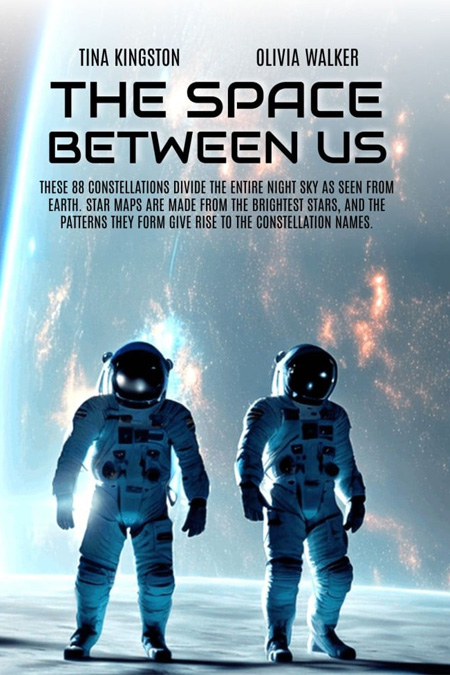 TINA KINGSTON OLIVIA WALKER
THE SPACE
BETWEEN US
THESE 88 CONSTELLATIONS DIVIDE THE ENTIRE NIGHT SKY AS SEEN FROM
EARTH. STAR MAPS ARE MADE FROM THE BRIGHTEST STARS, AND THE
PATTERNS THEY FORM GIVE RISE TO THE CONSTELLATION NAMES.